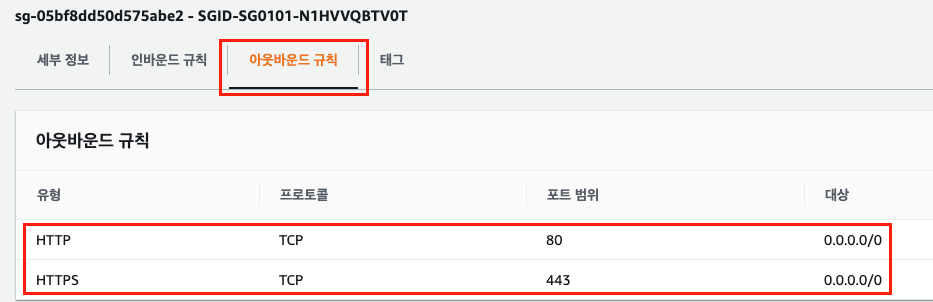 sg-05bf8dd50d575abe2 - SGID-SG0101-N1HVVQBTV0T
세부 정보 인바운드 규칙 아웃바운드 규칙 태그
아웃바운드 규칙
유형 프로토콜 포트 범위 대상
HTTP TCP 80 0.0.0.0/0
HTTPS TCP 443 0.0.0.0/0